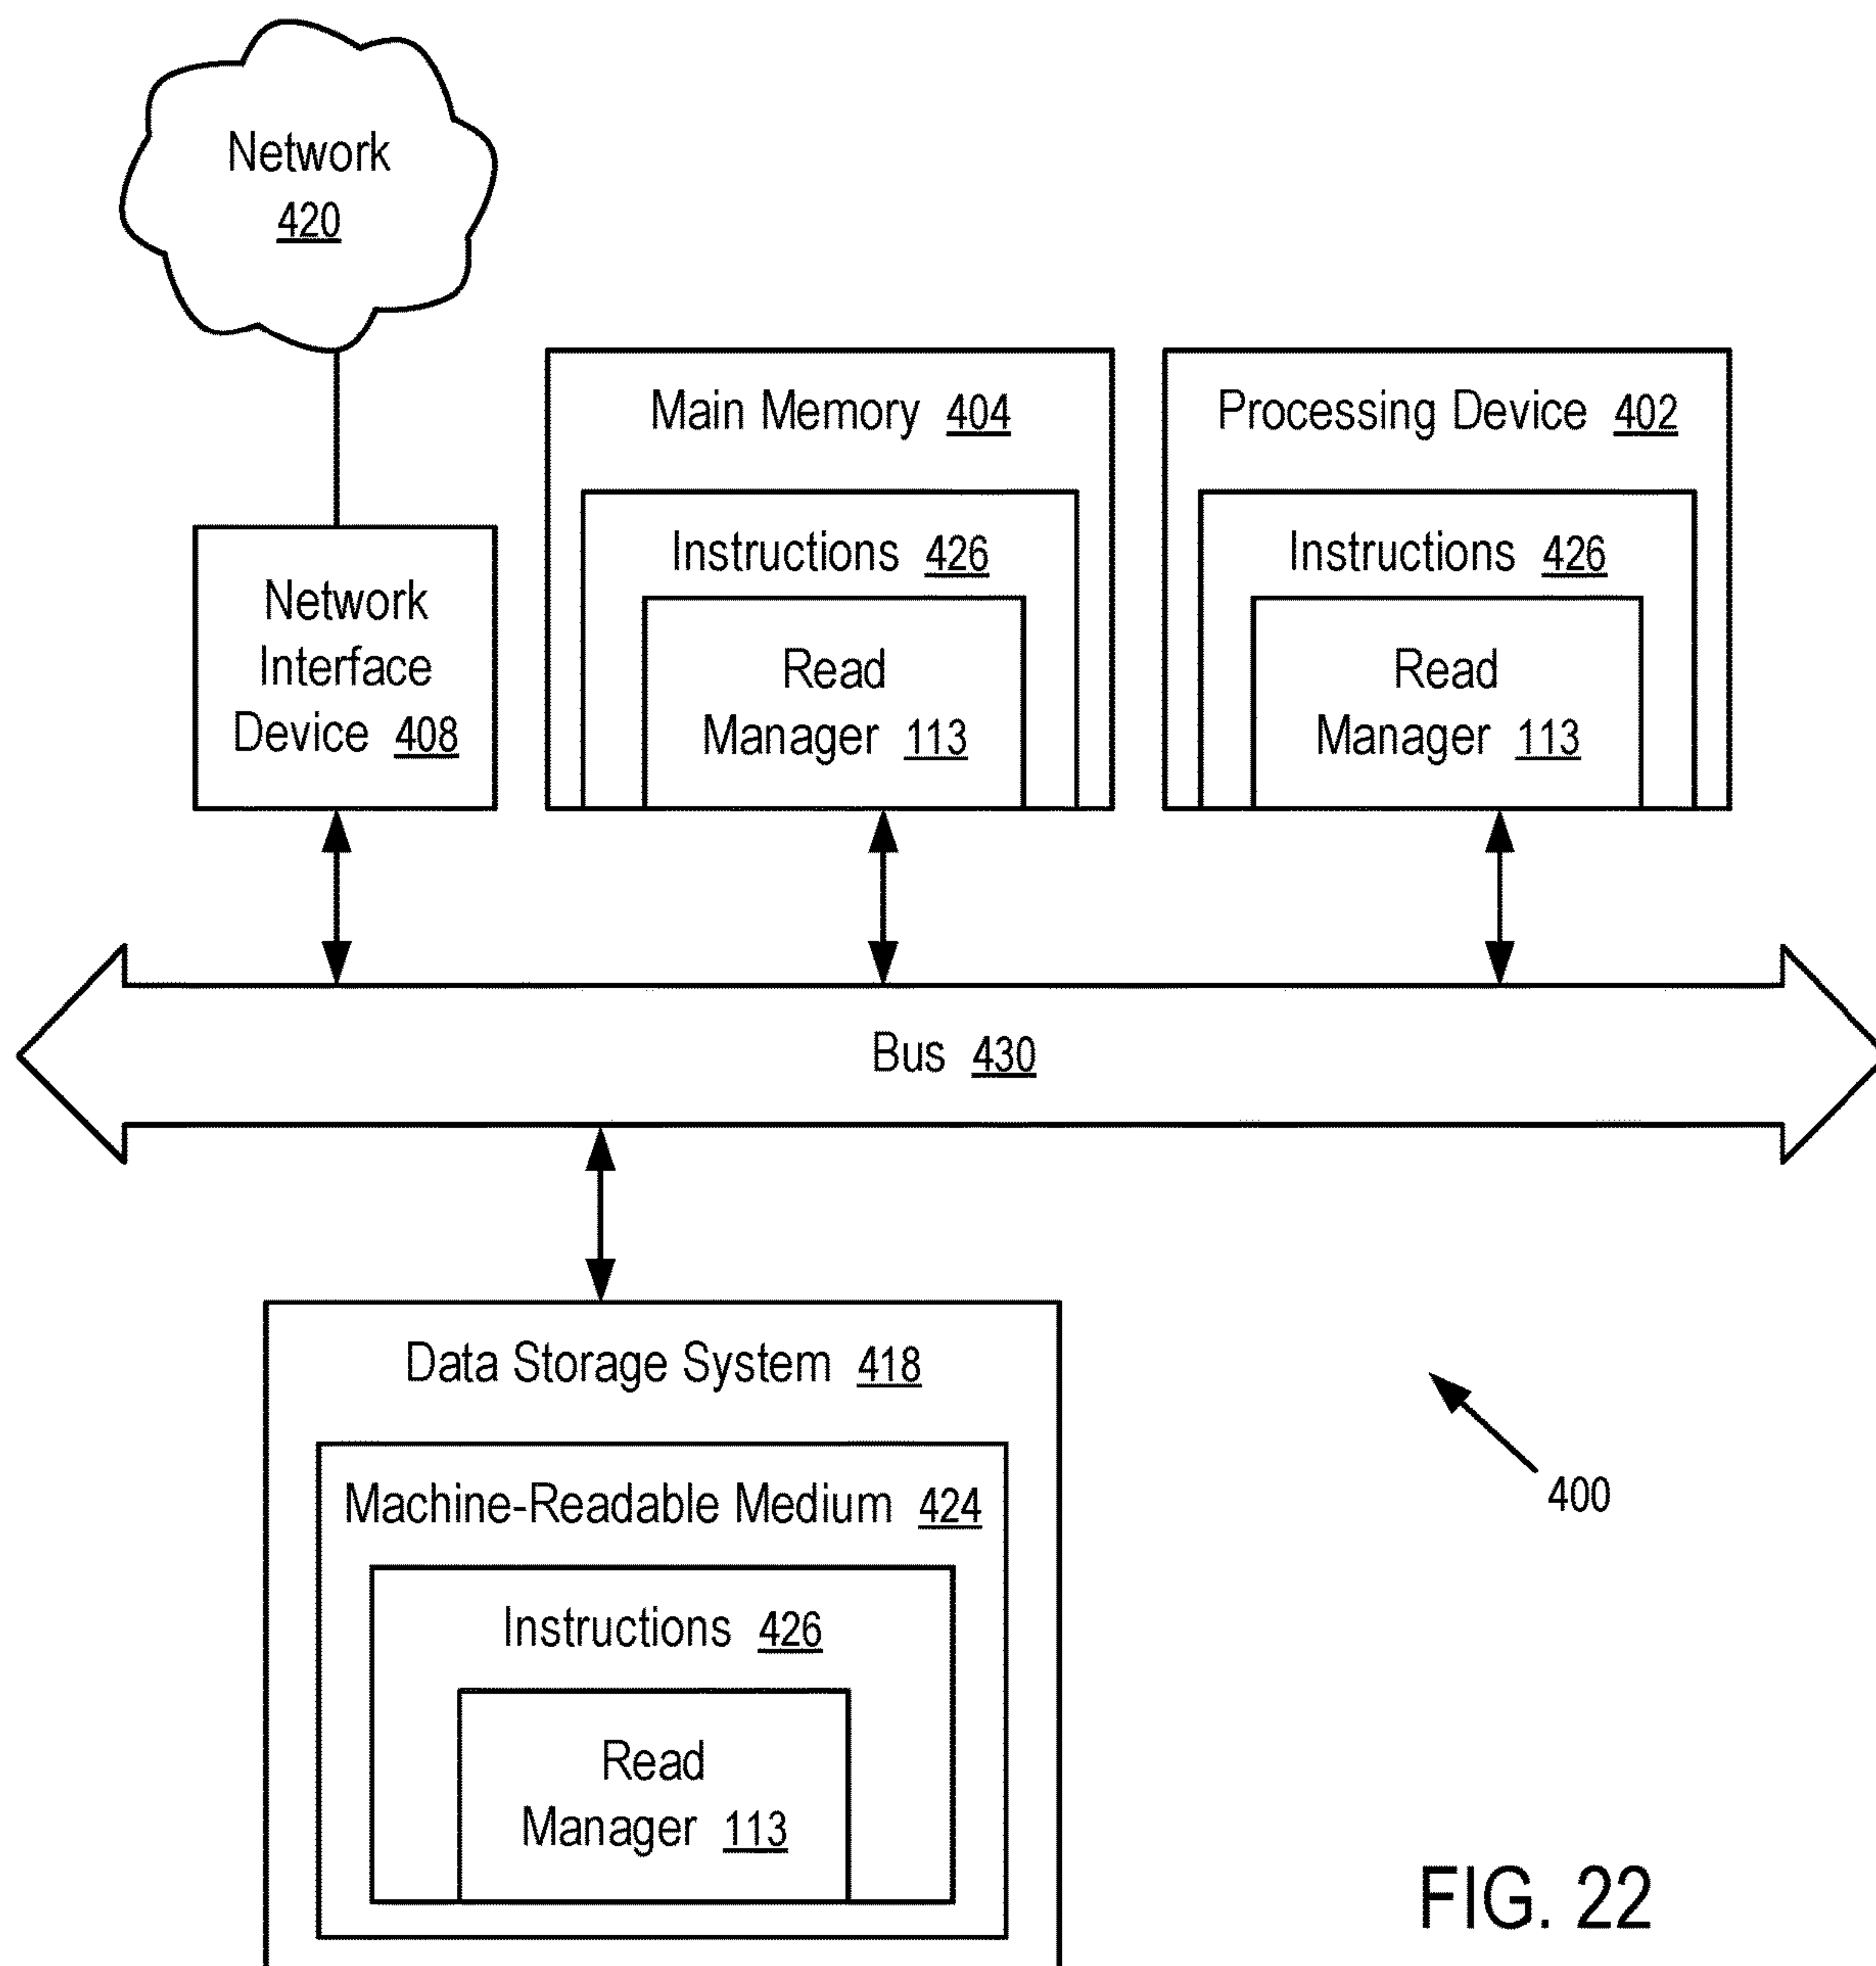 Network
420
Main Memory 404
Instructions 426
Read
Manager 113
Processing Device 402
Instructions 426
Read
Manager 113
Network
Interface
Device 408
Bus 430
Data Storage System 418
Machine-Readable Medium 424
Instructions 426
Read
Manager 113
400
FIG. 22